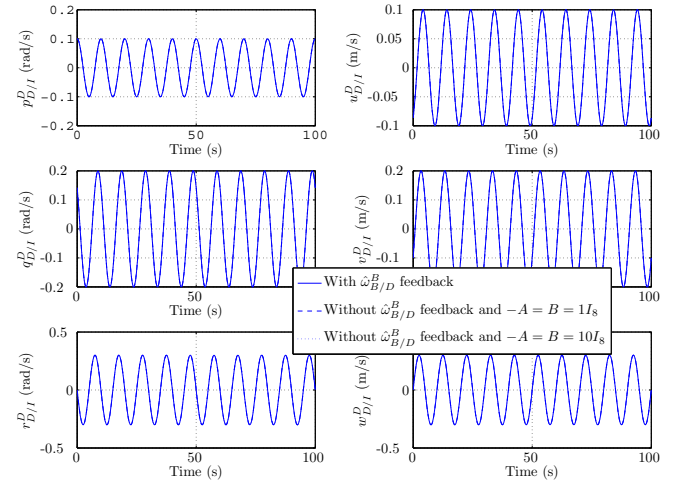 0.2
0.1
0
-0.1
-0.2
0
50
100
Time (s)
p^D_{D/I} (rad/s)
0.1
0.05
0
-0.05
-0.1
0
50
100
Time (s)
u^D_{D/I} (m/s)
0.2
0.1
0
-0.1
-0.2
0
50
100
Time (s)
q^D_{D/I} (rad/s)
0.2
0.1
0
-0.1
v^D_{D/I} (m/s)
With ω̂^B_{B/D} feedback
Without ω̂^B_{B/D} feedback and −A = B = 1I_8
Without ω̂^B_{B/D} feedback and −A = B = 10I_8
0.5
0
-0.5
0
50
100
Time (s)
r^D_{D/I} (rad/s)
0
-0.5
0
50
100
Time (s)
w^D_{D/I} (m/s)